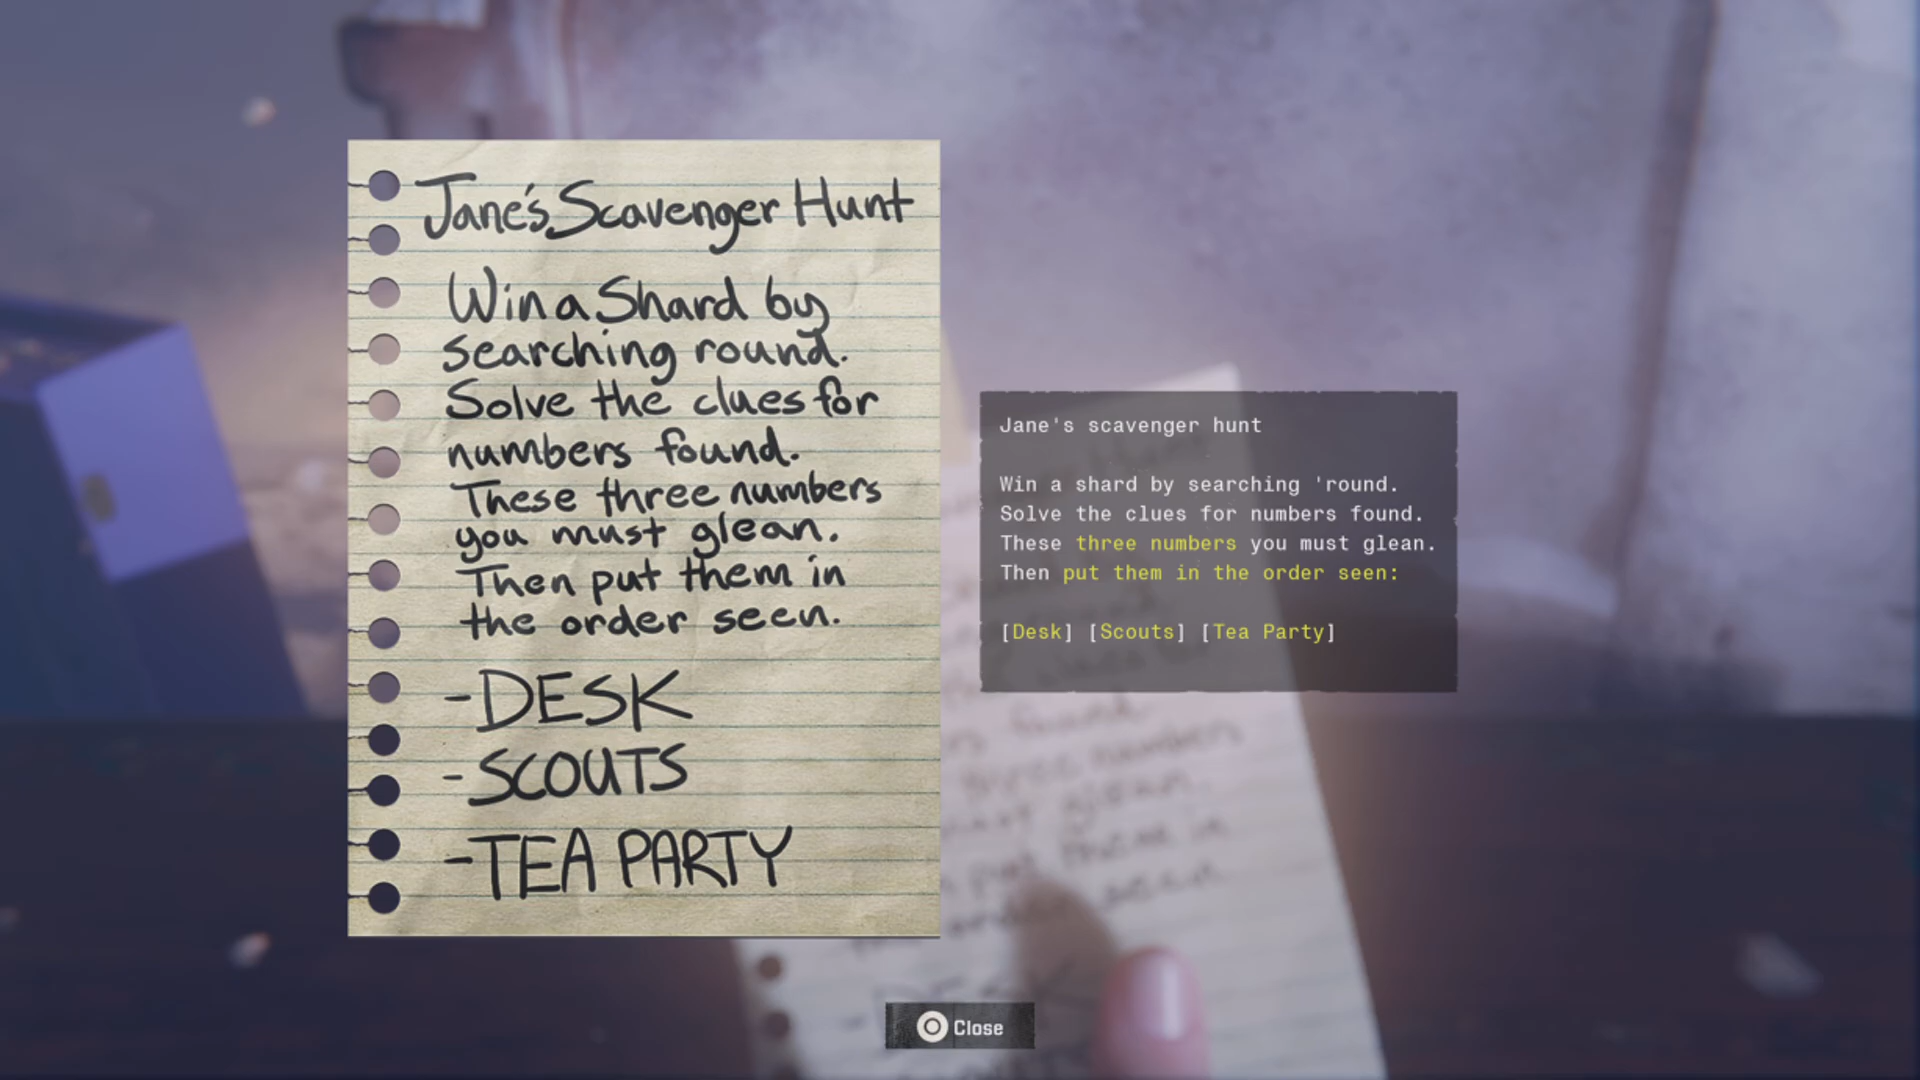 Jane's Scavenger Hunt
Win a Shard by
searching round.
Solve the clues for
numbers found.
These three numbers
you must glean.
Then put them in
the order seen.
-DESK
-SCOUTS
-TEA PARTY
Jane's scavenger hunt
Win a shard by searching 'round.
Solve the clues for numbers found.
These three numbers you must glean.
Then put them in the order seen:
[Desk] [Scouts] [Tea Party]
Close